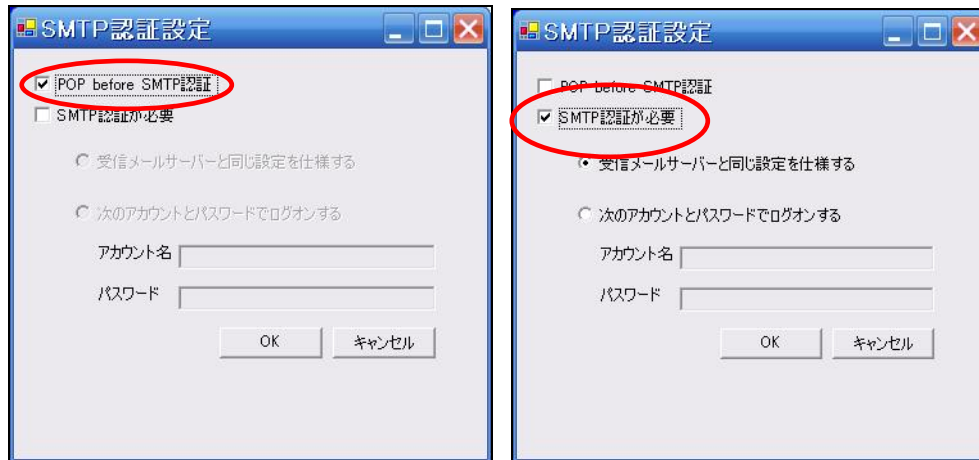 SMTP認証設定
POP before SMTP認証
SMTP認証が必要
受信メールサーバーと同じ設定を仕様する
次のアカウントとパスワードでログオンする
アカウント名
パスワード
OK
キャンセル
SMTP認証設定
POP before SMTP認証
SMTP認証が必要
受信メールサーバーと同じ設定を仕様する
次のアカウントとパスワードでログオンする
アカウント名
パスワード
OK
キャンセル